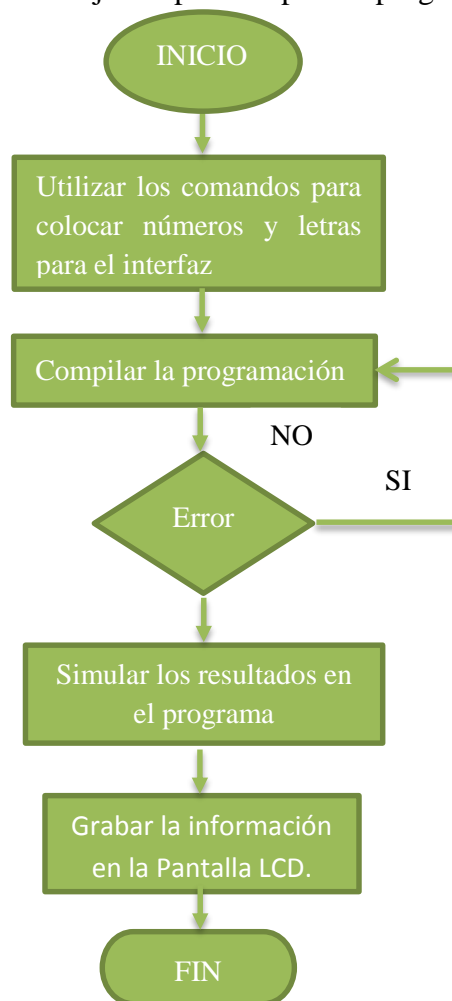 INICIO
Utilizar los comandos para
colocar números y letras
para el interfaz
Compilar la programación
NO
SI
Error
Simular los resultados en
el programa
Grabar la información
en la Pantalla LCD.
FIN